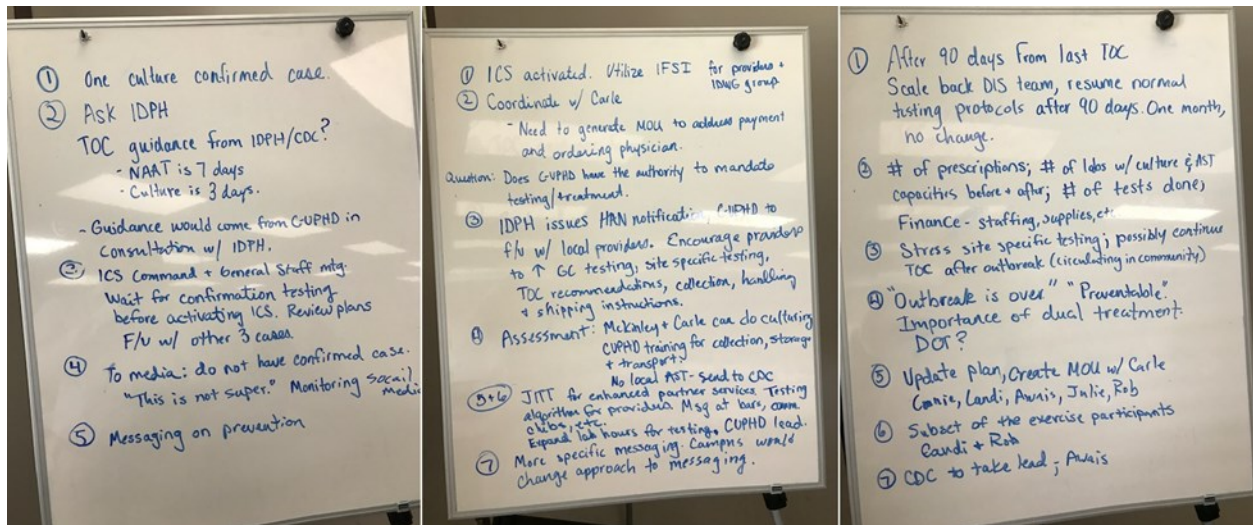 ① One culture confirmed case.
② Ask IDPH
TOC guidance from IDPH/CDC?
- NAAT is 7 days
- Culture is 3 days.
- Guidance would come from C-UPHD in
consultation w/ IDPH.
③ ICS Command + General Staff mtg.
Wait for confirmation testing
before activating ICS. Review plans
F/u w/ other 3 cases
④ To media: do not have confirmed case.
"This is not super." Monitoring socail
media
⑤ Messaging on prevention
① ICS activated. Utilize IFSI for providers +
IDWG group
② Coordinate w/ Carle
- Need to generate MOU to address payment
and ordering physician.
Question: Does C-UPHD have the authority to mandate
testing/treatment.
③ IDPH issues HAN notification, C-UPHD to
f/u w/ local providers. Encourage providers
to ↑ GC testing, site specific testing,
TOC recommendations, collection, handling
+ shipping instructions.
④ Assessment: McKinley + Carle can do culturing
CUPHD training for collection, storage
+ transport.
No local AST - send to CDC
⑤+⑥ JITT for enhanced partner services. Testing
algorithm for providers. Msg at bars, comm.
clubs, etc.
Expand lab hours for testing. CUPHD lead.
⑦ More specific messaging. Campus would
change approach to messaging.
① After 90 days from last TOC
Scale back DIS team, resume normal
testing protocols after 90 days. One month,
no change.
② # of prescriptions; # of labs w/ culture & AST
capacities before + after; # of tests done;
Finance - staffing, supplies, etc.
③ Stress site specific testing; possibly continue
TOC after outbreak (circulating in community)
④ "Outbreak is over" "Preventable".
Importance of dual treatment.
DOT?
⑤ Update plan, Create MOU w/ Carle
Connie, Landi, Awais, Julie, Rob
⑥ Subset of the exercise participants
Candi + Rob
⑦ CDC to take lead; Awais